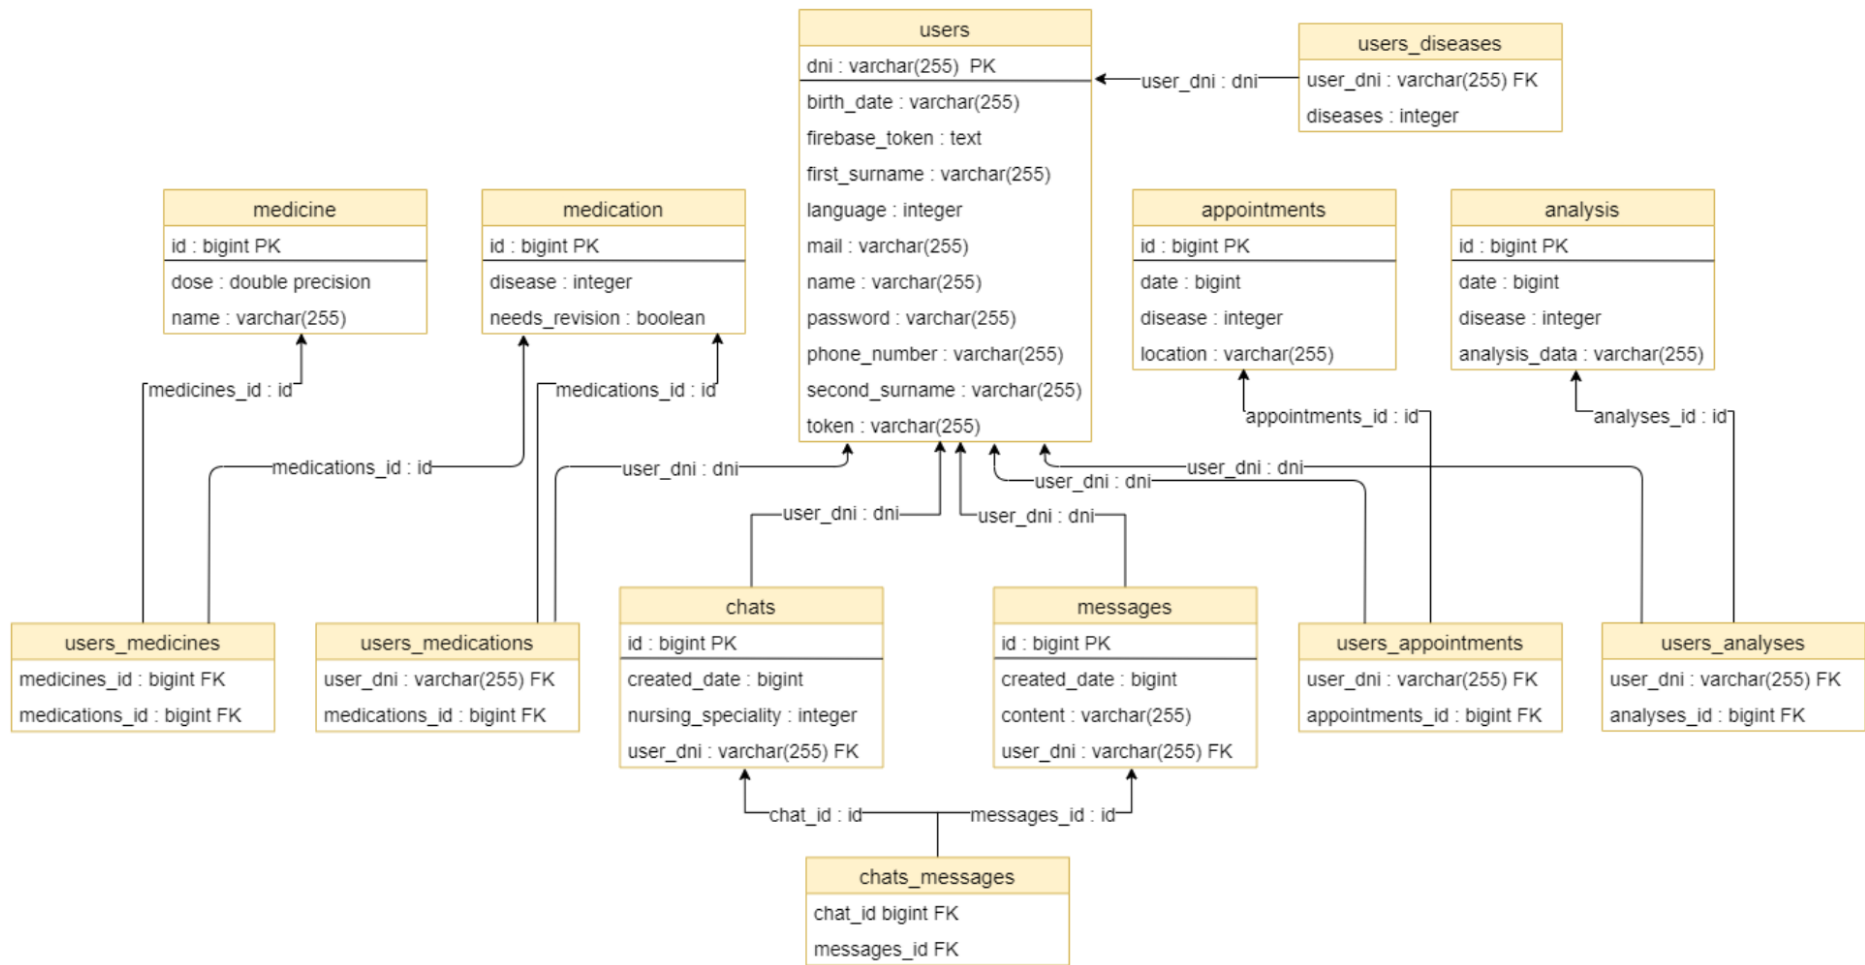 users
dni : varchar(255)  PK
birth_date : varchar(255)
firebase_token : text
first_surname : varchar(255)
language : integer
mail : varchar(255)
name : varchar(255)
password : varchar(255)
phone_number : varchar(255)
second_surname : varchar(255)
token : varchar(255)
users_diseases
user_dni : varchar(255) FK
diseases : integer
user_dni : dni
medicine
id : bigint PK
dose : double precision
name : varchar(255)
medication
id : bigint PK
disease : integer
needs_revision : boolean
appointments
id : bigint PK
date : bigint
disease : integer
location : varchar(255)
analysis
id : bigint PK
date : bigint
disease : integer
analysis_data : varchar(255)
medicines_id : id
medications_id : id
appointments_id : id
analyses_id : id
medications_id : id
user_dni : dni
user_dni : dni
user_dni : dni
user_dni : dni
user_dni : dni
users_medicines
medicines_id : bigint FK
medications_id : bigint FK
users_medications
user_dni : varchar(255) FK
medications_id : bigint FK
chats
id : bigint PK
created_date : bigint
nursing_speciality : integer
user_dni : varchar(255) FK
messages
id : bigint PK
created_date : bigint
content : varchar(255)
user_dni : varchar(255) FK
users_appointments
user_dni : varchar(255) FK
appointments_id : bigint FK
users_analyses
user_dni : varchar(255) FK
analyses_id : bigint FK
chat_id : id
messages_id : id
chats_messages
chat_id bigint FK
messages_id FK